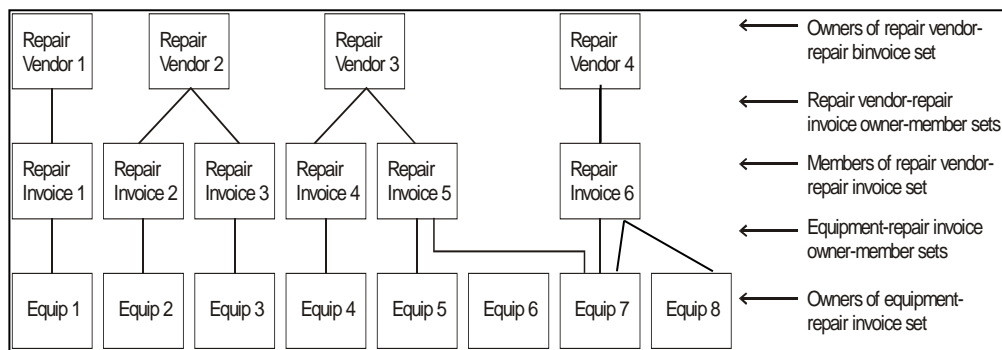 Repair
Vendor 1
Repair
Vendor 2
Repair
Vendor 3
Repair
Vendor 4
Owners of repair vendor-
repair binvoice set
Repair vendor-repair
invoice owner-member sets
Repair
Invoice 1
Repair
Invoice 2
Repair
Invoice 3
Repair
Invoice 4
Repair
Invoice 5
Repair
Invoice 6
Members of repair vendor-
repair invoice set
Equipment-repair invoice
owner-member sets
Equip 1
Equip 2
Equip 3
Equip 4
Equip 5
Equip 6
Equip 7
Equip 8
Owners of equipment-
repair invoice set